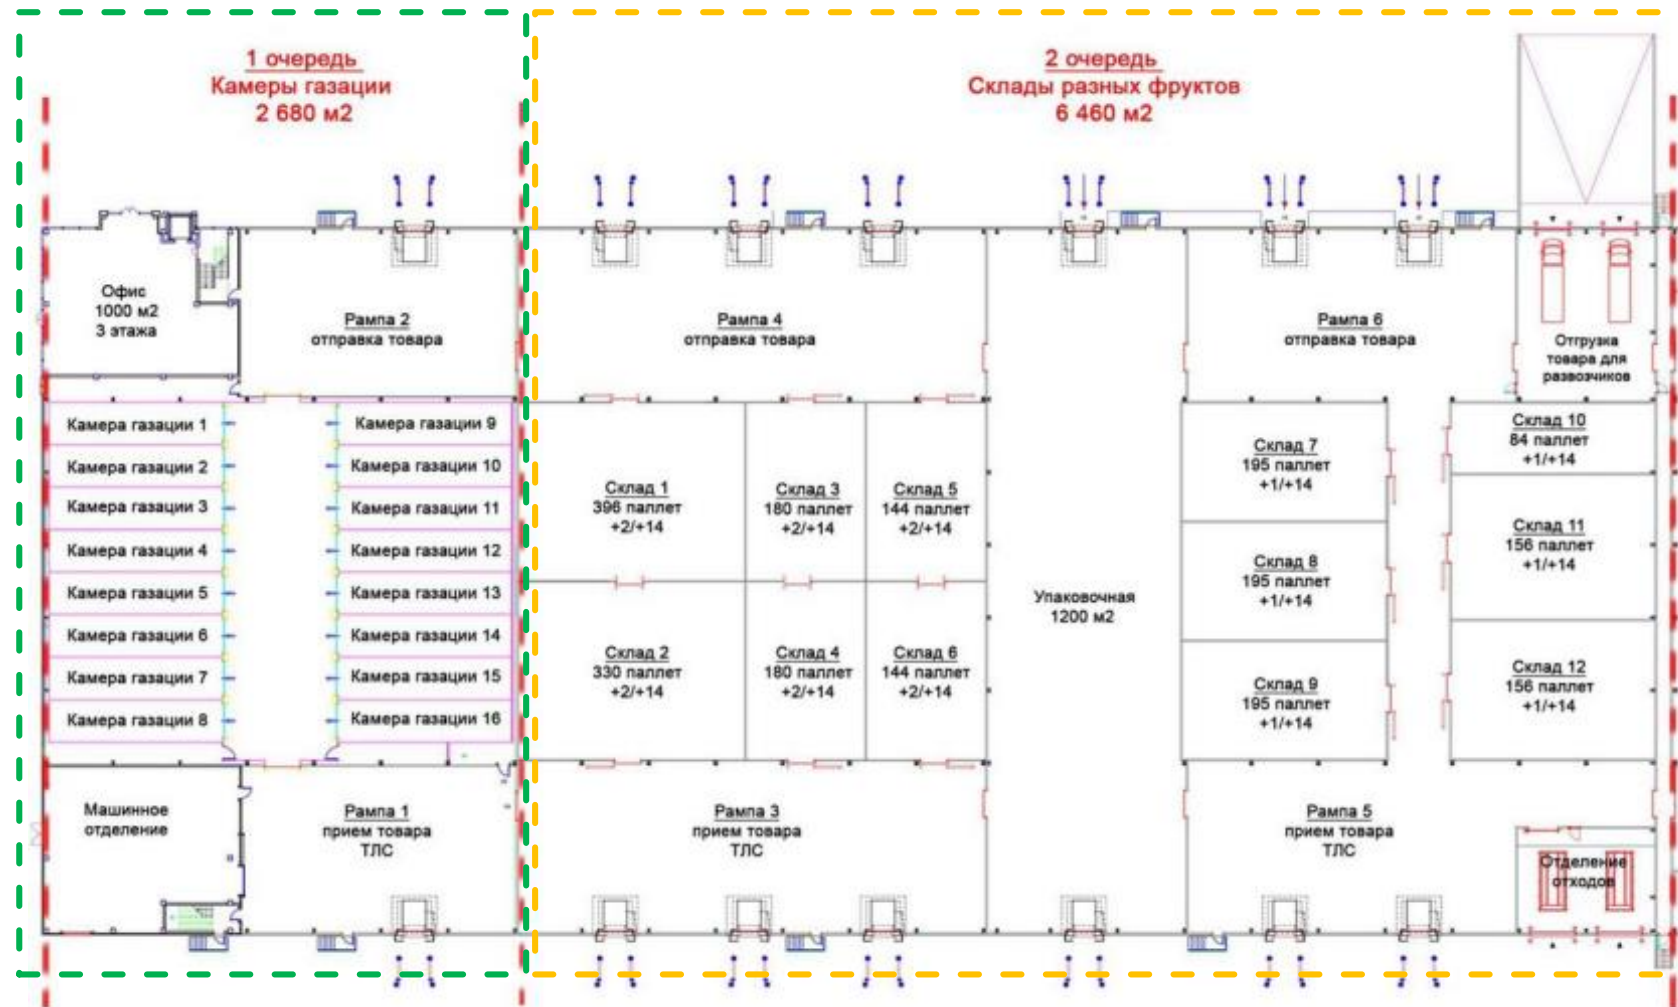 1 очередь
Камеры газации
2 680 м2
2 очередь
Склады разных фруктов
6 460 м2
Офис
1000 м2
3 этажа
Рампа 2
отправка товара
Рампа 4
отправка товара
Рампа 6
отправка товара
Отгрузка
товара для
развозчиков
Камера газации 1
Камера газации 2
Камера газации 3
Камера газации 4
Камера газации 5
Камера газации 6
Камера газации 7
Камера газации 8
Камера газации 9
Камера газации 10
Камера газации 11
Камера газации 12
Камера газации 13
Камера газации 14
Камера газации 15
Камера газации 16
Склад 1
396 паллет
+2/+14
Склад 3
180 паллет
+2/+14
Склад 5
144 паллет
+2/+14
Склад 2
330 паллет
+2/+14
Склад 4
180 паллет
+2/+14
Склад 6
144 паллет
+2/+14
Упаковочная
1200 м2
Склад 7
195 паллет
+1/+14
Склад 8
195 паллет
+1/+14
Склад 9
195 паллет
+1/+14
Склад 10
84 паллет
+1/+14
Склад 11
156 паллет
+1/+14
Склад 12
156 паллет
+1/+14
Машинное
отделение
Рампа 1
прием товара
ТЛС
Рампа 3
прием товара
ТЛС
Рампа 5
прием товара
ТЛС
Отделение
отходов